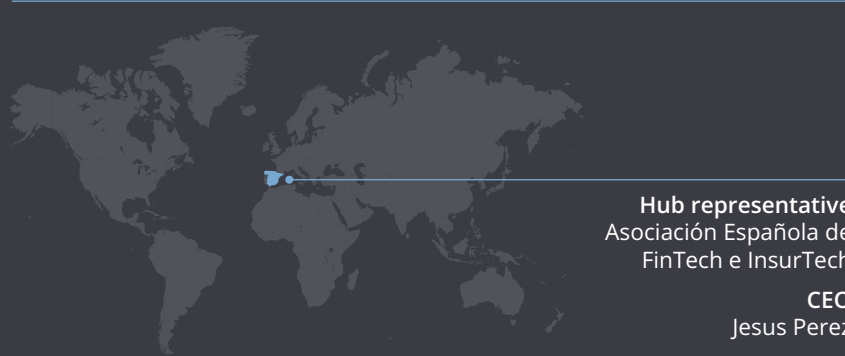 Hub representative
Asociación Española de
FinTech e InsurTech
CEO
Jesus Perez